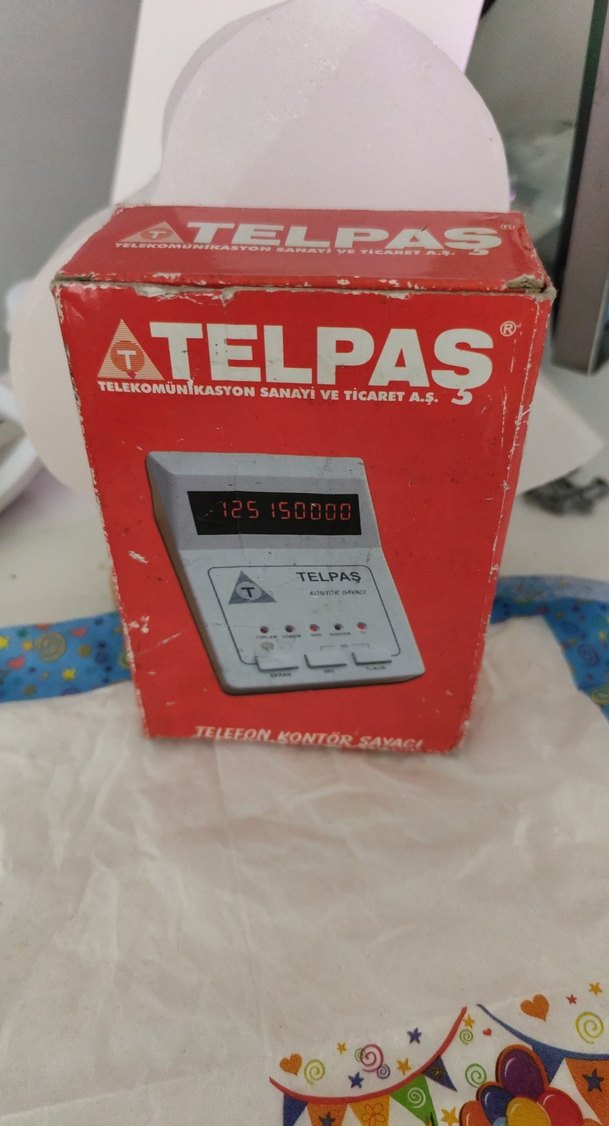 TELPAŞ®
TELEKOMÜNİKASYON SANAYİ VE TİCARET A.Ş.
T TELPAŞ®
TELEKOMÜNİKASYON SANAYİ VE TİCARET A.Ş.
125 150000
TELPAŞ
T
KONTÖR SAYACI
TELEFON KONTÖR SAYACI